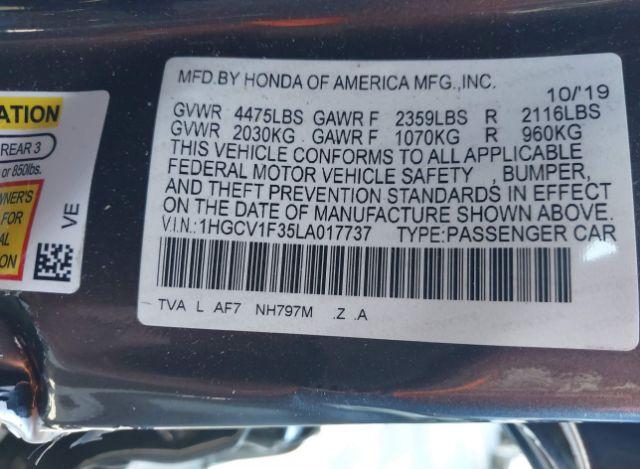 MFD.BY HONDA OF AMERICA MFG.,INC.
10/'19
GVWR 4475LBS GAWR F 2359LBS R 2116LBS
GVWR 2030KG GAWR F 1070KG R 960KG
THIS VEHICLE CONFORMS TO ALL APPLICABLE
FEDERAL MOTOR VEHICLE SAFETY , BUMPER,
AND THEFT PREVENTION STANDARDS IN EFFECT
ON THE DATE OF MANUFACTURE SHOWN ABOVE.
V.I.N.:1HGCV1F35LA017737 TYPE:PASSENGER CAR
TVA L AF7 NH797M .Z .A
REAR 3
or 850lbs.
FOR
VE